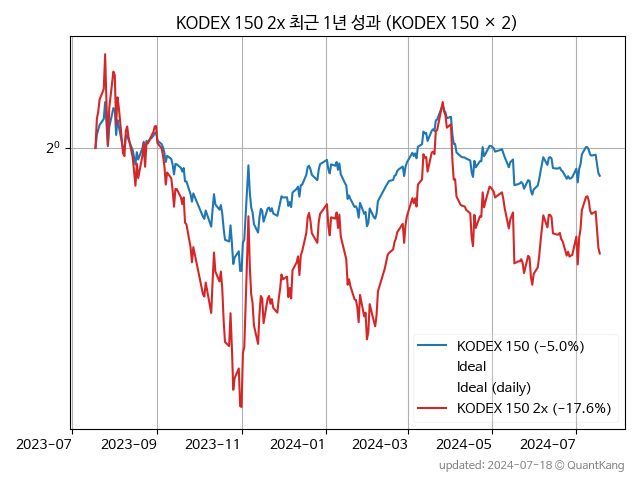 KODEX 150 2x 최근 1년 성과 (KODEX 150 × 2)
2⁰
KODEX 150 (−5.0%)
Ideal
Ideal (daily)
KODEX 150 2x (−17.6%)
2023-07 2023-09 2023-11 2024-01 2024-03 2024-05 2024-07
updated: 2024-07-18 © QuantKang